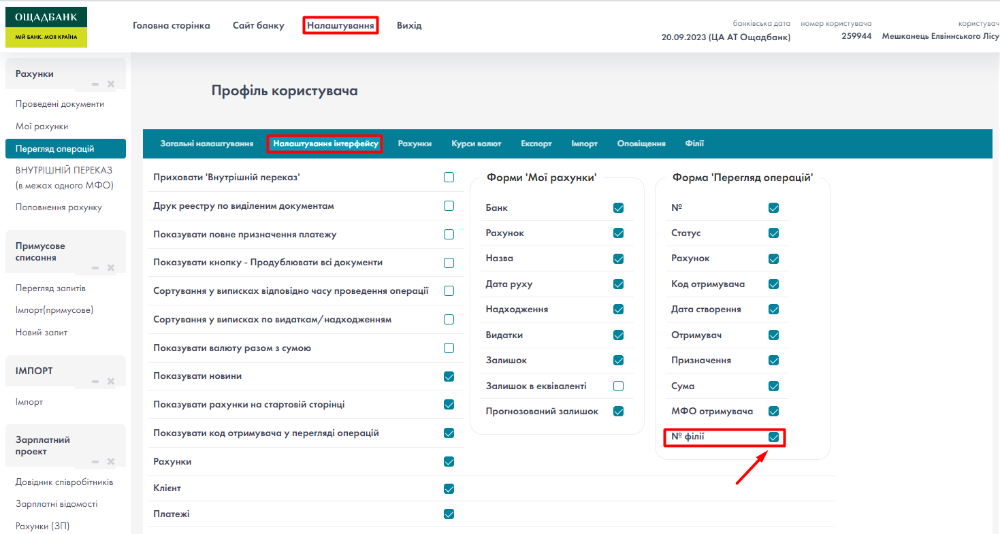 ОЩАДБАНК
МІЙ БАНК. МОЯ КРАЇНА
Головна сторінка
Сайт банку
Налаштування
Вихід
банківська дата
номер користувача
користувач
20.09.2023 (ЦА АТ Ощадбанк)
259944
Мешканець Елвіннського Лісу
Рахунки
Проведені документи
Мої рахунки
Перегляд операцій
ВНУТРІШНІЙ ПЕРЕКАЗ
(в межах одного МФО)
Поповнення рахунку
Примусове
списання
Перегляд запитів
Імпорт(примусове)
Новий запит
ІМПОРТ
Імпорт
Зарплатний
проект
Довідник співробітників
Зарплатні відомості
Рахунки (ЗП)
Профіль користувача
Загальні налаштування
Налаштування інтерфейсу
Рахунки
Курси валют
Експорт
Імпорт
Оповіщення
Філії
Приховати 'Внутрішній переказ'
Друк реєстру по виділеним документам
Показувати повне призначення платежу
Показувати кнопку - Продублювати всі документи
Сортування у виписках відповідно часу проведення операції
Сортування у виписках по видаткам/надходженням
Показувати валюту разом з сумою
Показувати новини
Показувати рахунки на стартовій сторінці
Показувати код отримувача у перегляді операцій
Рахунки
Клієнт
Платежі
Форми 'Мої рахунки'
Банк
Рахунок
Назва
Дата руху
Надходження
Видатки
Залишок
Залишок в еквіваленті
Прогнозований залишок
Форма 'Перегляд операцій'
№
Статус
Рахунок
Код отримувача
Дата створення
Отримувач
Призначення
Сума
МФО отримувача
№ філії